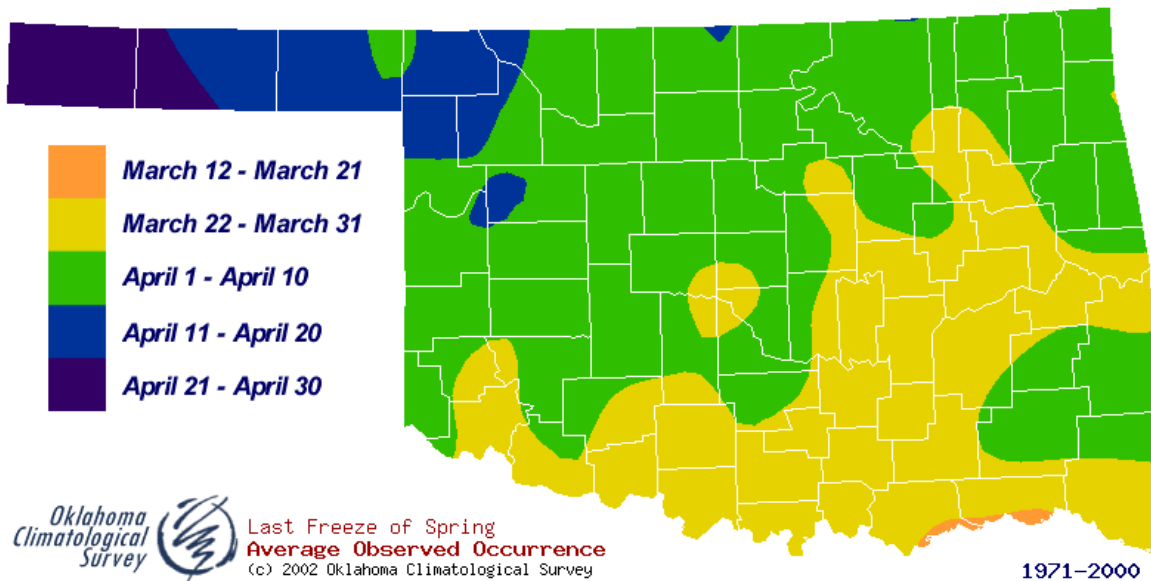 March 12 - March 21
March 22 - March 31
April 1 - April 10
April 11 - April 20
April 21 - April 30
Oklahoma
Climatological
Survey
Last Freeze of Spring
Average Observed Occurrence
(c) 2002 Oklahoma Climatological Survey
1971-2000